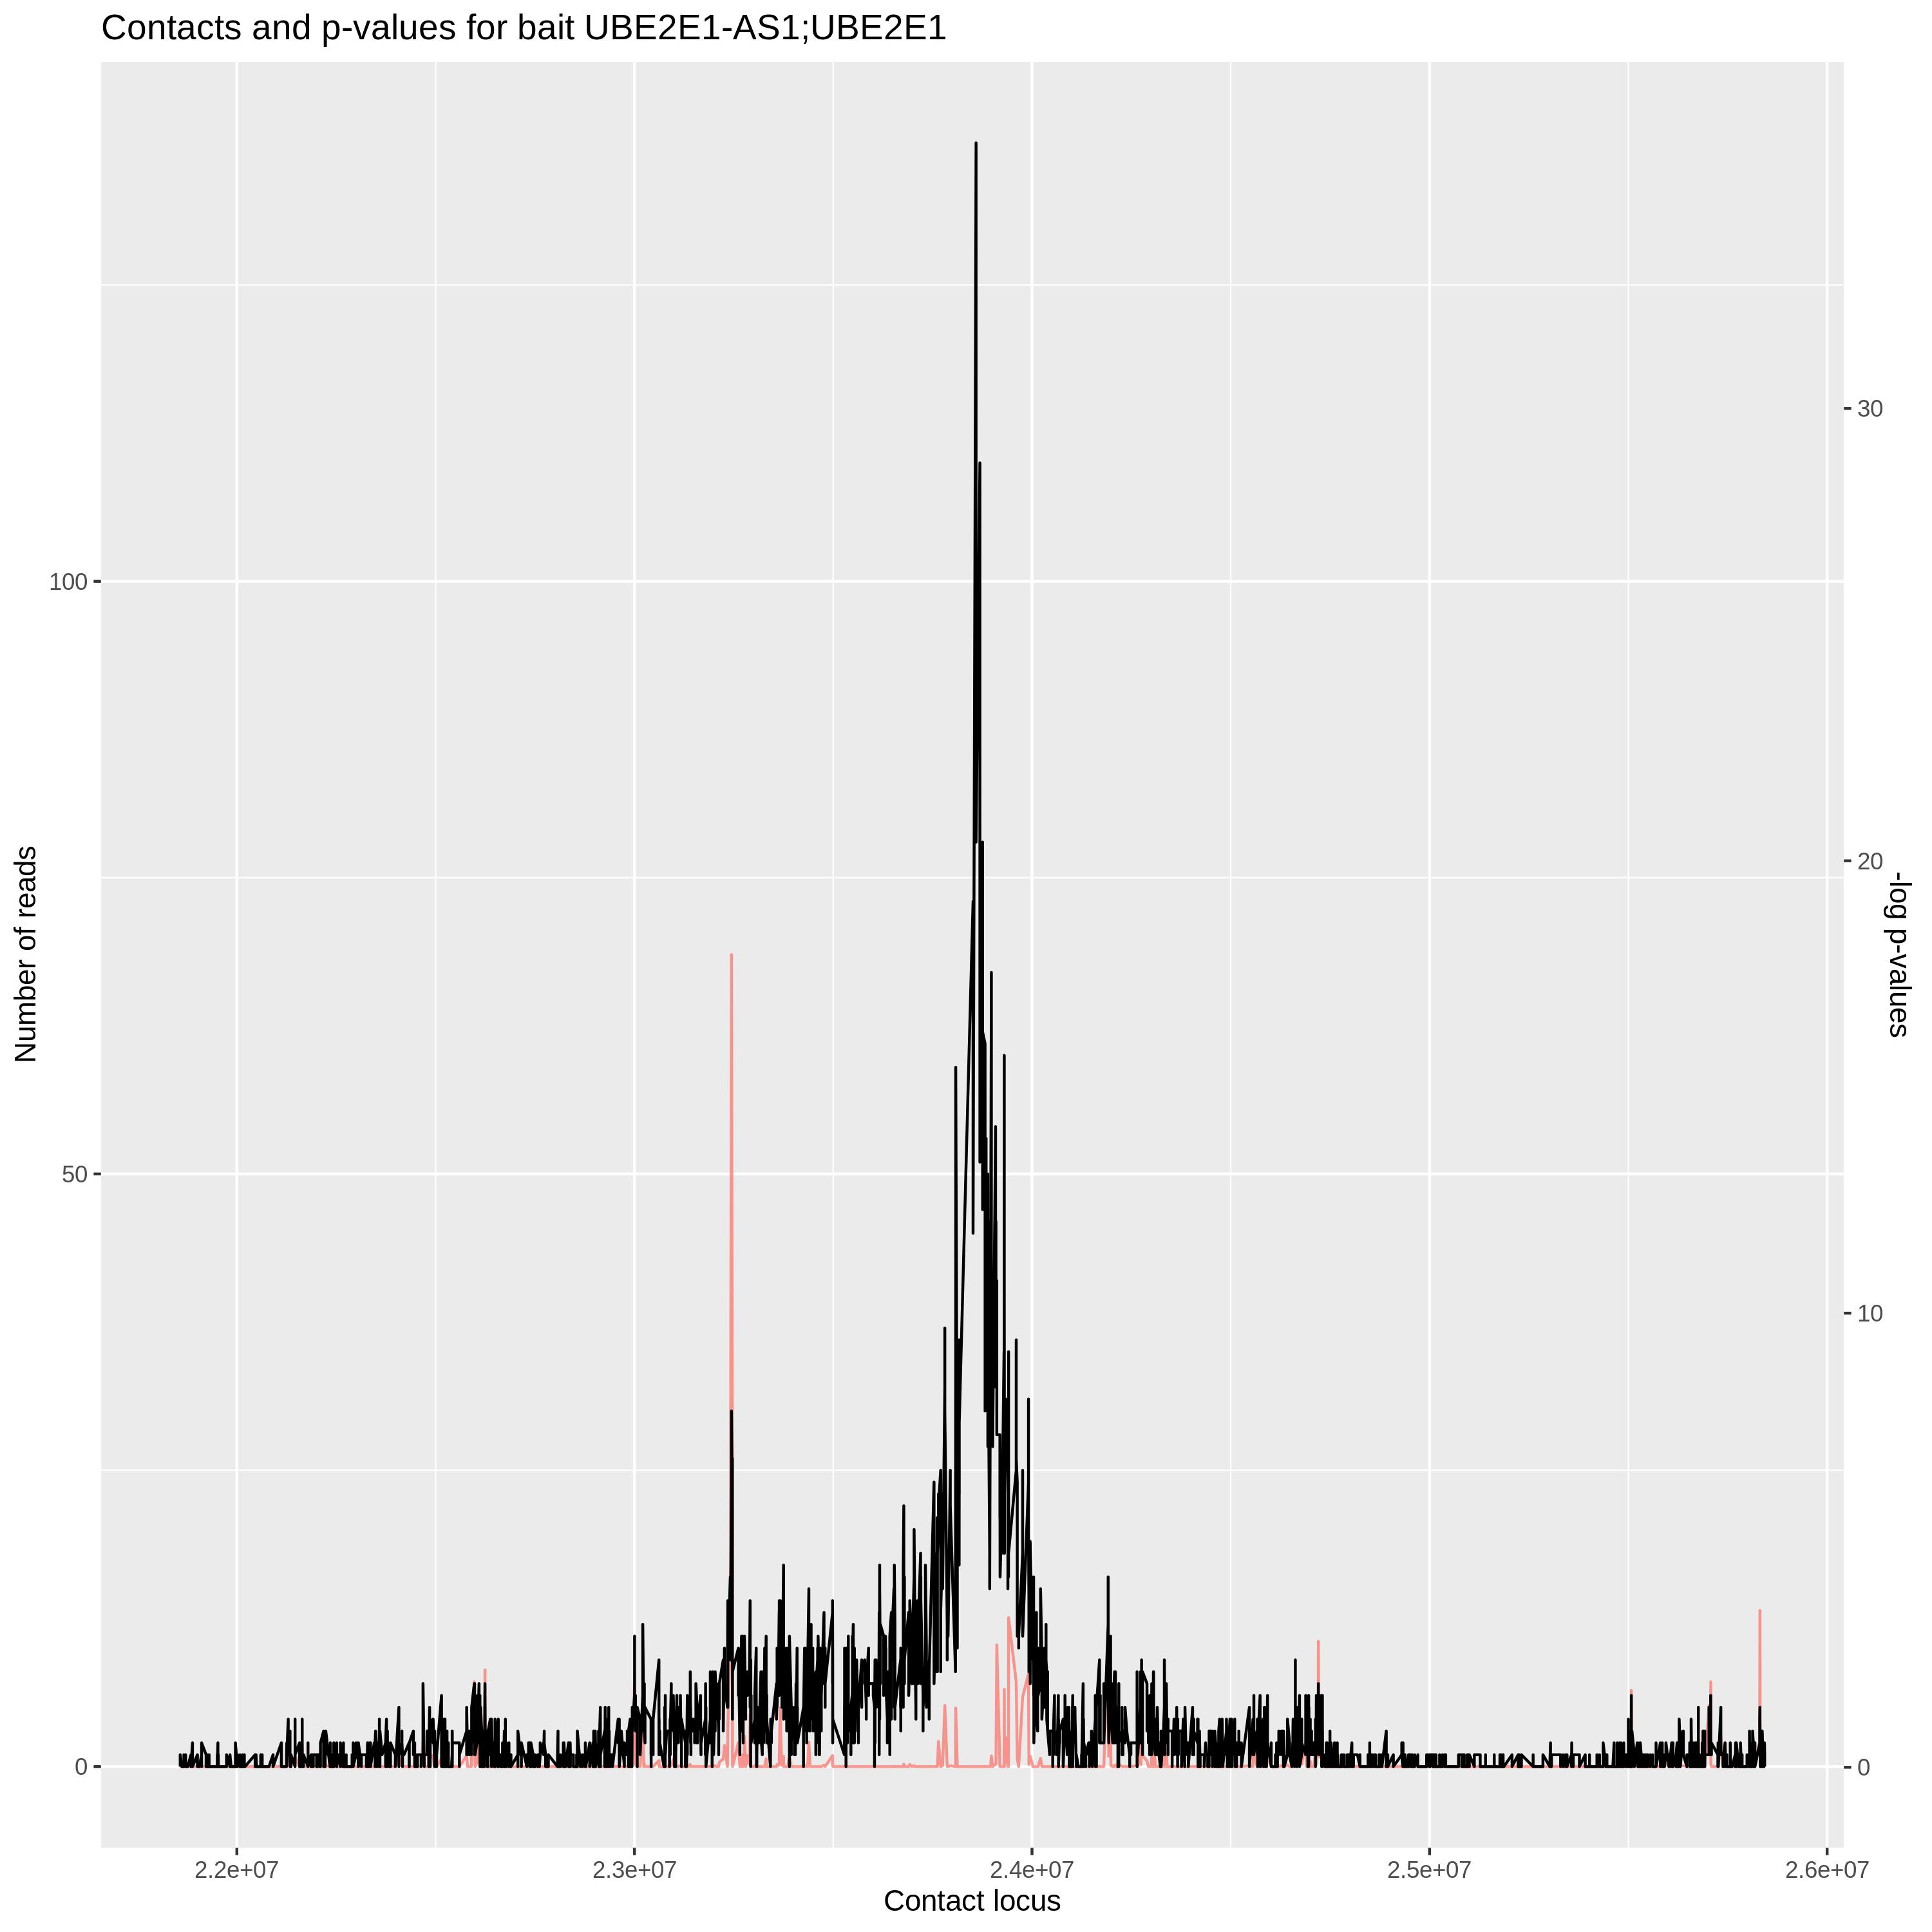 Contacts and p-values for bait UBE2E1-AS1;UBE2E1
Number of reads
100
50
0
30
20
10
0
-log p-values
2.2e+07
2.3e+07
2.4e+07
2.5e+07
2.6e+07
Contact locus